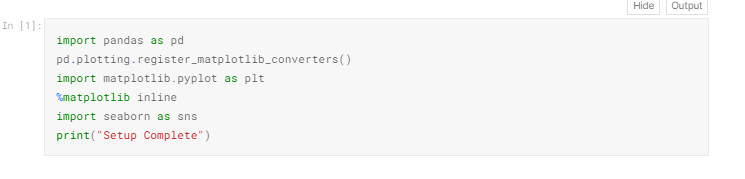 Hide Output
In [1]:
import pandas as pd
pd.plotting.register_matplotlib_converters()
import matplotlib.pyplot as plt
%matplotlib inline
import seaborn as sns
print("Setup Complete")